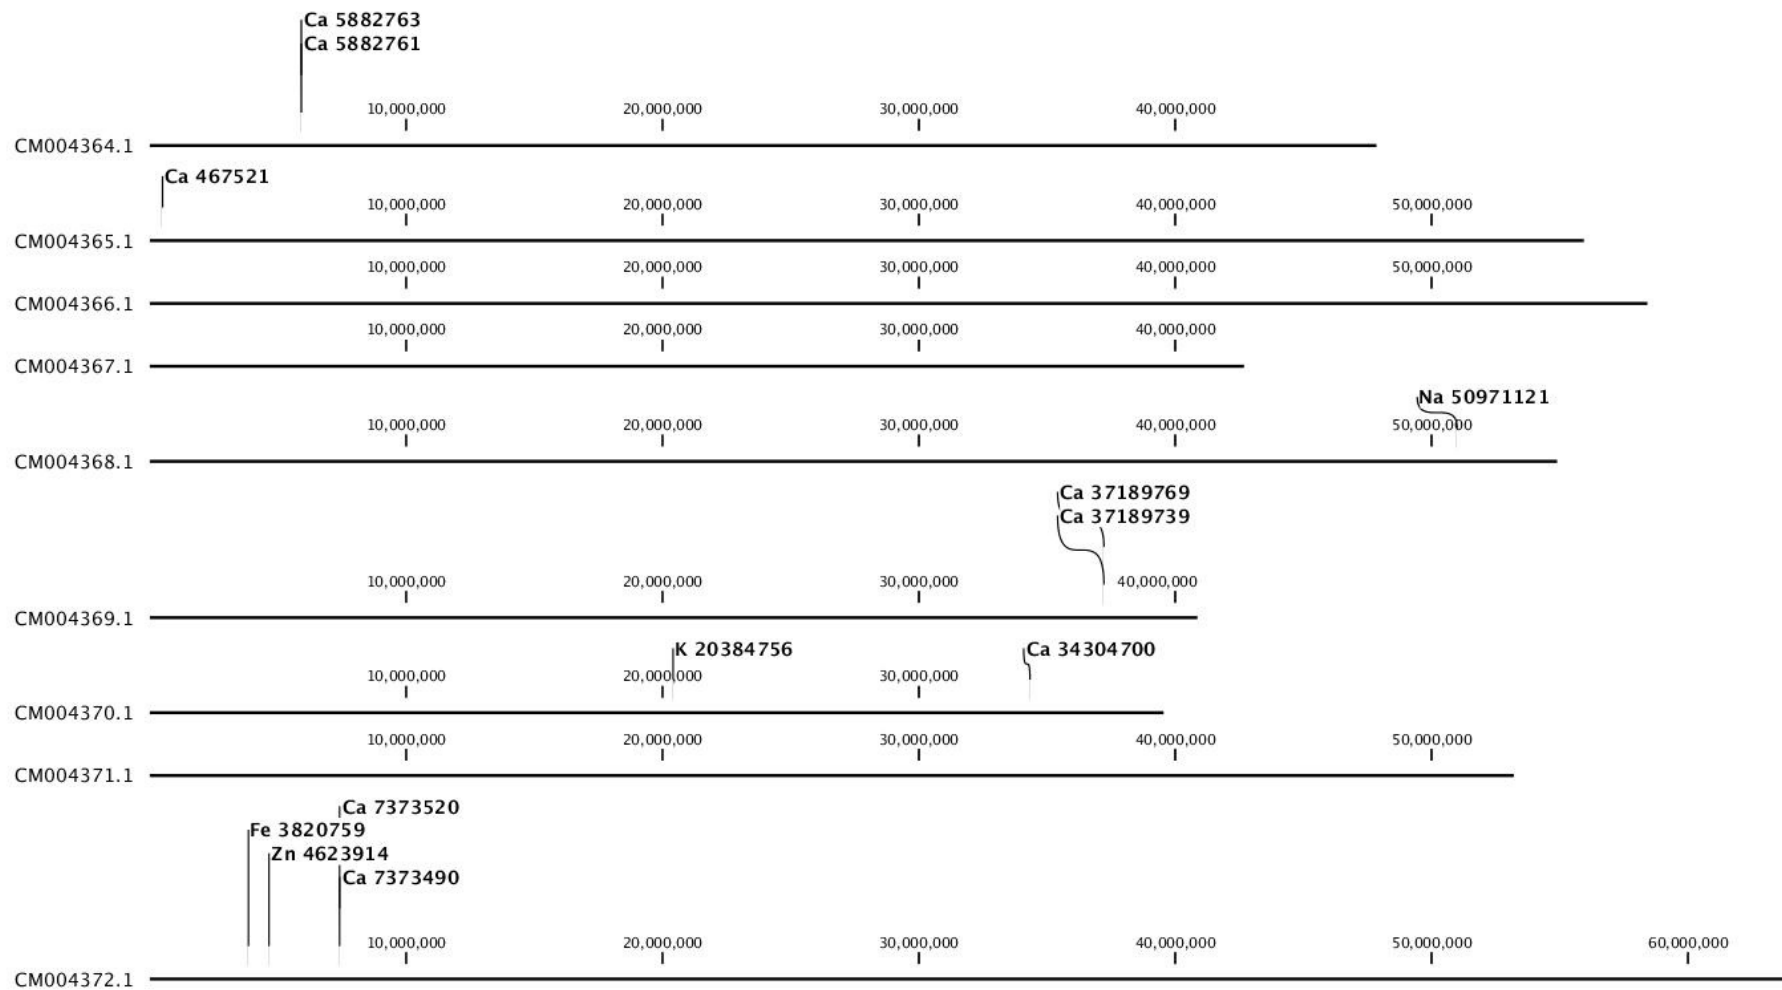 Ca 5882763
Ca 5882761
10,000,000 20,000,000 30,000,000 40,000,000
CM004364.1
Ca 467521
10,000,000 20,000,000 30,000,000 40,000,000 50,000,000
CM004365.1
10,000,000 20,000,000 30,000,000 40,000,000 50,000,000
CM004366.1
10,000,000 20,000,000 30,000,000 40,000,000
CM004367.1
Na 50971121
10,000,000 20,000,000 30,000,000 40,000,000 50,000,000
CM004368.1
Ca 37189769
Ca 37189739
10,000,000 20,000,000 30,000,000 40,000,000
CM004369.1
K 20384756 Ca 34304700
10,000,000 20,000,000 30,000,000
CM004370.1
10,000,000 20,000,000 30,000,000 40,000,000 50,000,000
CM004371.1
Ca 7373520
Fe 3820759
Zn 4623914
Ca 7373490
10,000,000 20,000,000 30,000,000 40,000,000 50,000,000 60,000,000
CM004372.1